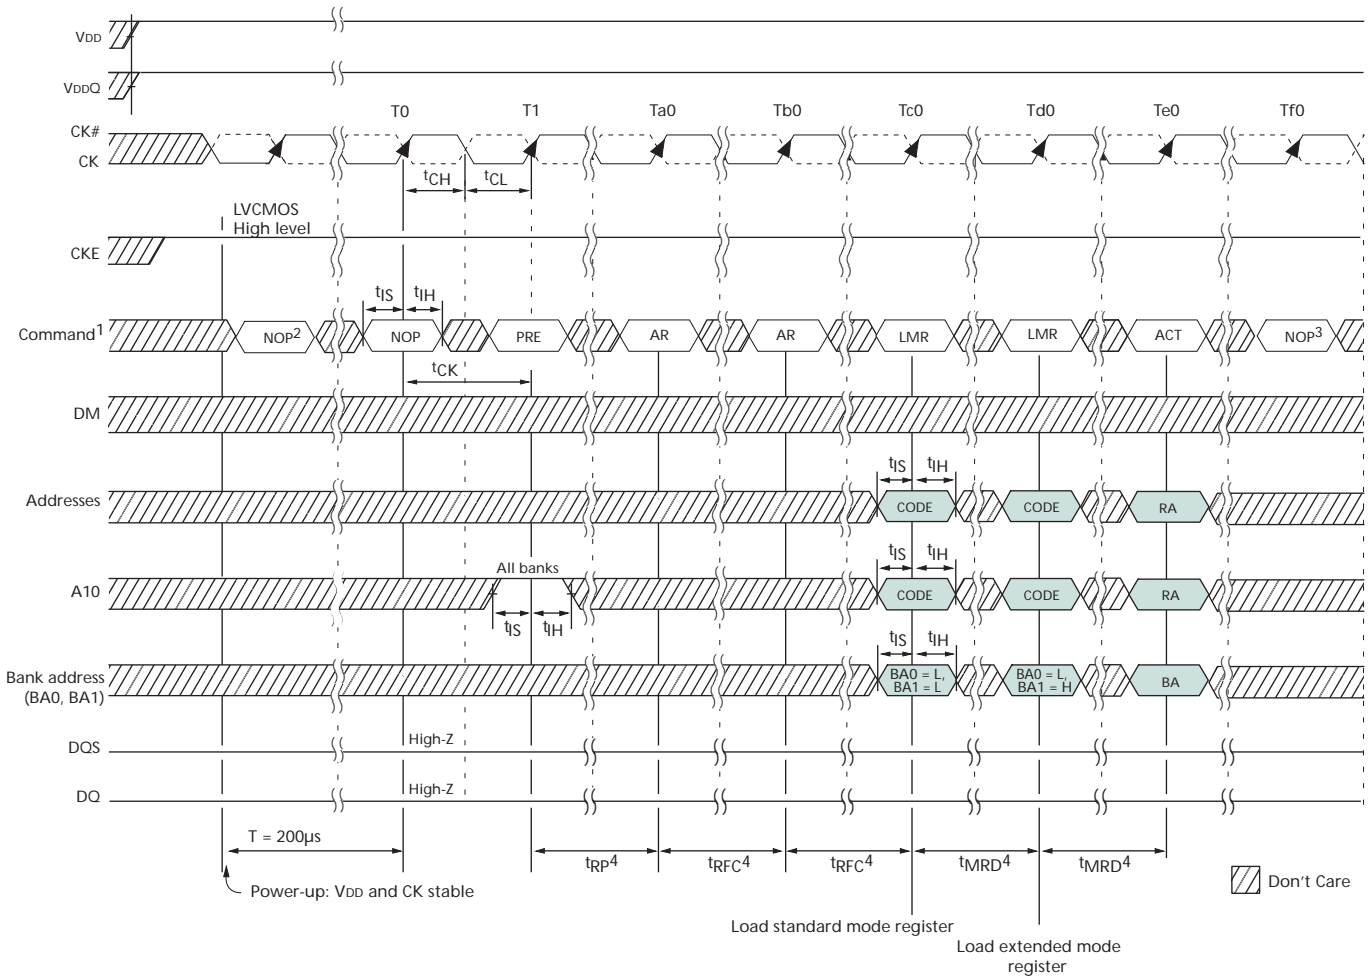 VDD
VDDQ
T0 T1 Ta0 Tb0 Tc0 Td0 Te0 Tf0
CK#
CK
tCH tCL
LVCMOS
High level
CKE
tIS tIH
Command1 NOP2 NOP PRE AR AR LMR LMR ACT NOP3
tCK
DM
tIS tIH
Addresses CODE CODE RA
All banks tIS tIH
A10 CODE CODE RA
tIS tIH
tIS tIH
Bank address
(BA0, BA1)
BA0 = L,
BA1 = L
BA0 = L,
BA1 = H
BA
DQS High-Z
DQ High-Z
T = 200µs
tRP4 tRFC4 tRFC4 tMRD4 tMRD4
Power-up: VDD and CK stable
Don't Care
Load standard mode register
Load extended mode
register